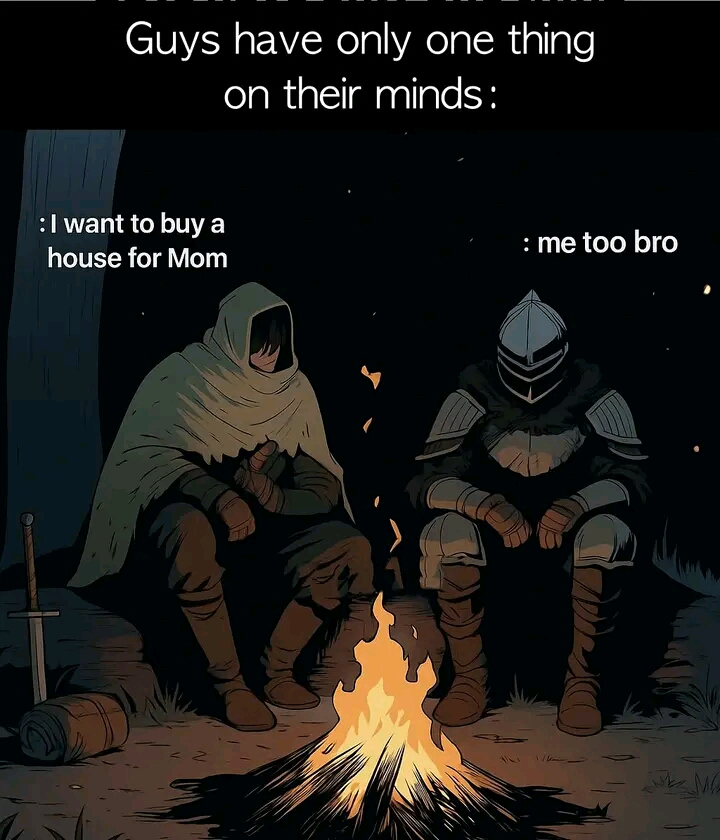 Guys have only one thing
on their minds:
: I want to buy a
house for Mom
: me too bro